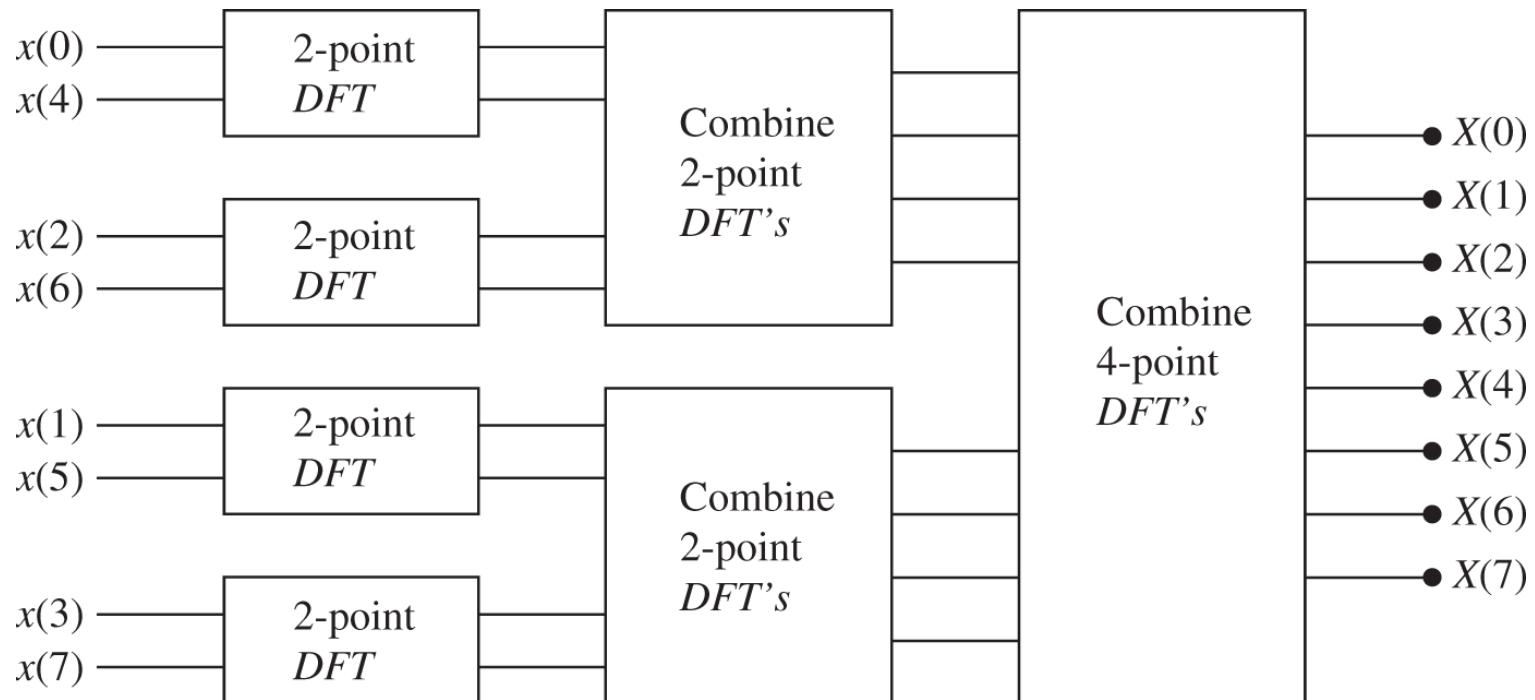 x(0)
x(4)
2-point
DFT
x(2)
x(6)
2-point
DFT
Combine
2-point
DFT's
x(1)
x(5)
2-point
DFT
x(3)
x(7)
2-point
DFT
Combine
2-point
DFT's
Combine
4-point
DFT's
X(0)
X(1)
X(2)
X(3)
X(4)
X(5)
X(6)
X(7)